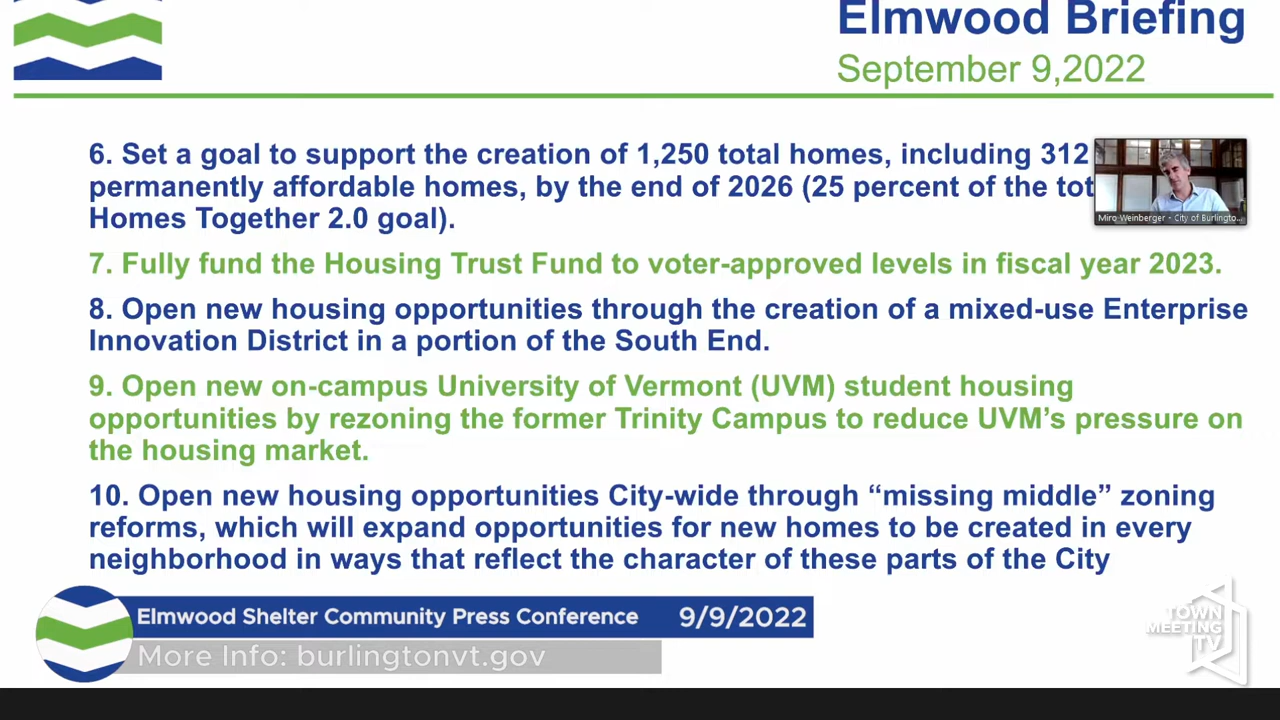 Elmwood Briefing
September 9,2022
6. Set a goal to support the creation of 1,250 total homes, including 312
permanently affordable homes, by the end of 2026 (25 percent of the tot
Homes Together 2.0 goal).
Miro Weinberger - City of Burlingto...
7. Fully fund the Housing Trust Fund to voter-approved levels in fiscal year 2023.
8. Open new housing opportunities through the creation of a mixed-use Enterprise
Innovation District in a portion of the South End.
9. Open new on-campus University of Vermont (UVM) student housing
opportunities by rezoning the former Trinity Campus to reduce UVM’s pressure on
the housing market.
10. Open new housing opportunities City-wide through “missing middle” zoning
reforms, which will expand opportunities for new homes to be created in every
neighborhood in ways that reflect the character of these parts of the City
Elmwood Shelter Community Press Conference 9/9/2022
More Info: burlingtonvt.gov
TOWN
MEETING
TV